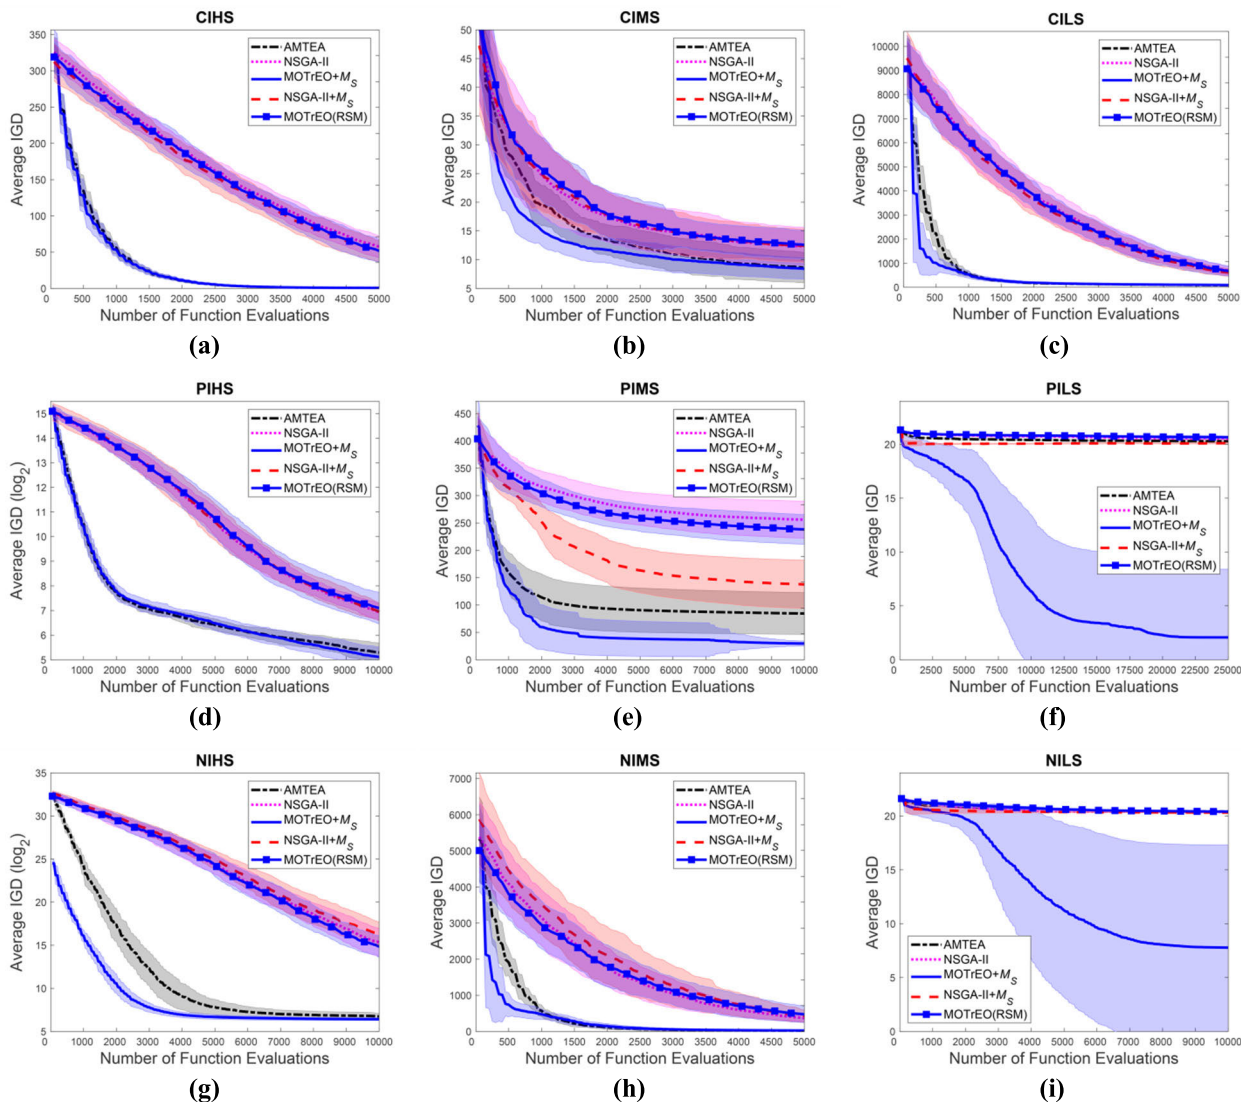 CIHS
Average IGD
350
300
250
200
150
100
50
0
AMTEA
NSGA-II
MOTrEO+M_S
NSGA-II+M_S
MOTrEO(RSM)
500 1000 1500 2000 2500 3000 3500 4000 4500 5000
Number of Function Evaluations
(a)
CIMS
Average IGD
50
45
40
35
30
25
20
15
10
5
0
AMTEA
NSGA-II
MOTrEO+M_S
NSGA-II+M_S
MOTrEO(RSM)
500 1000 1500 2000 2500 3000 3500 4000 4500 5000
Number of Function Evaluations
(b)
CILS
Average IGD
10000
9000
8000
7000
6000
5000
4000
3000
2000
1000
0
AMTEA
NSGA-II
MOTrEO+M_S
NSGA-II+M_S
MOTrEO(RSM)
0 500 1000 1500 2000 2500 3000 3500 4000 4500 5000
Number of Function Evaluations
(c)
PIHS
Average IGD (log2)
15
14
13
12
11
10
9
8
7
6
5
AMTEA
NSGA-II
MOTrEO+M_S
NSGA-II+M_S
MOTrEO(RSM)
1000 2000 3000 4000 5000 6000 7000 8000 9000 10000
Number of Function Evaluations
(d)
PIMS
Average IGD
450
400
350
300
250
200
150
100
50
0
AMTEA
NSGA-II
MOTrEO+M_S
NSGA-II+M_S
MOTrEO(RSM)
0 1000 2000 3000 4000 5000 6000 7000 8000 9000 10000
Number of Function Evaluations
(e)
PILS
Average IGD
20
15
10
5
0
AMTEA
NSGA-II
MOTrEO+M_S
NSGA-II+M_S
MOTrEO(RSM)
2500 5000 7500 10000 12500 15000 17500 20000 22500 25000
Number of Function Evaluations
(f)
NIHS
Average IGD (log2)
35
30
25
20
15
10
5
AMTEA
NSGA-II
MOTrEO+M_S
NSGA-II+M_S
MOTrEO(RSM)
0 1000 2000 3000 4000 5000 6000 7000 8000 9000 10000
Number of Function Evaluations
(g)
NIMS
Average IGD
7000
6000
5000
4000
3000
2000
1000
0
AMTEA
NSGA-II
MOTrEO+M_S
NSGA-II+M_S
MOTrEO(RSM)
0 500 1000 1500 2000 2500 3000 3500 4000 4500 5000
Number of Function Evaluations
(h)
NILS
Average IGD
20
15
10
5
0
AMTEA
NSGA-II
MOTrEO+M_S
NSGA-II+M_S
MOTrEO(RSM)
0 1000 2000 3000 4000 5000 6000 7000 8000 9000 10000
Number of Function Evaluations
(i)